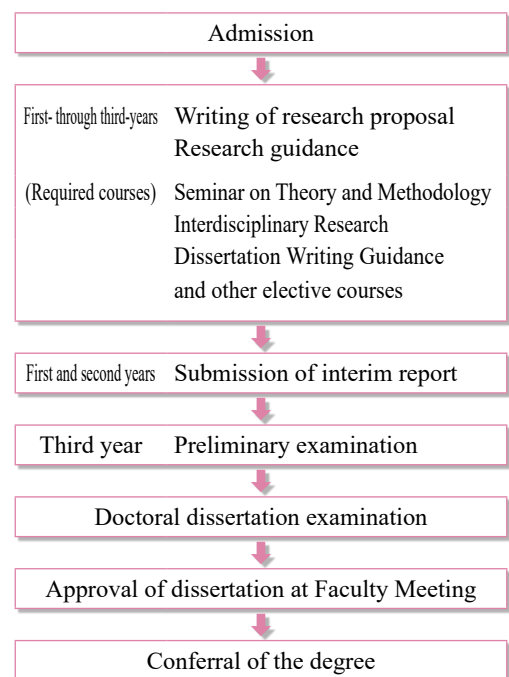 Admission
First- through third-years Writing of research proposal
Research guidance
(Required courses) Seminar on Theory and Methodology
Interdisciplinary Research
Dissertation Writing Guidance
and other elective courses
First and second years Submission of interim report
Third year Preliminary examination
Doctoral dissertation examination
Approval of dissertation at Faculty Meeting
Conferral of the degree